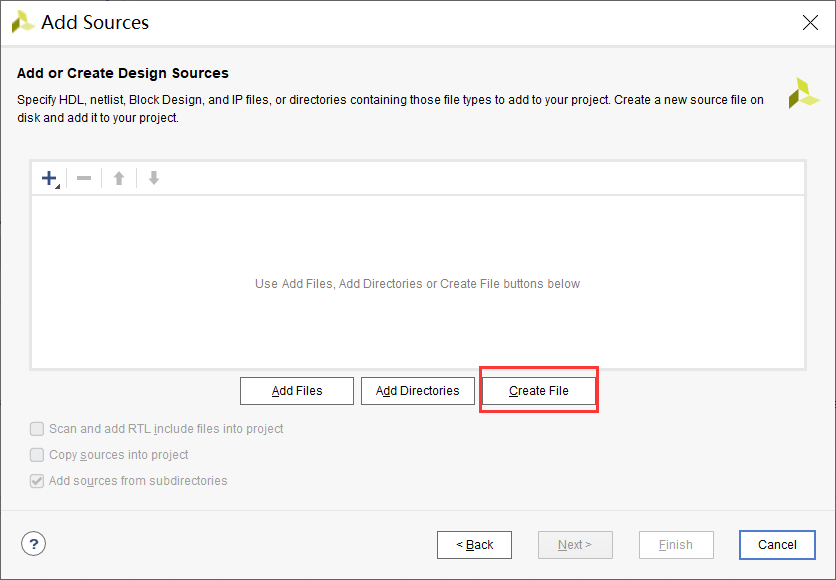 Add Sources
Add or Create Design Sources
Specify HDL, netlist, Block Design, and IP files, or directories containing those file types to add to your project. Create a new source file on
disk and add it to your project.
Use Add Files, Add Directories or Create File buttons below
Add Files
Add Directories
Create File
Scan and add RTL include files into project
Copy sources into project
Add sources from subdirectories
?
< Back
Next >
Finish
Cancel